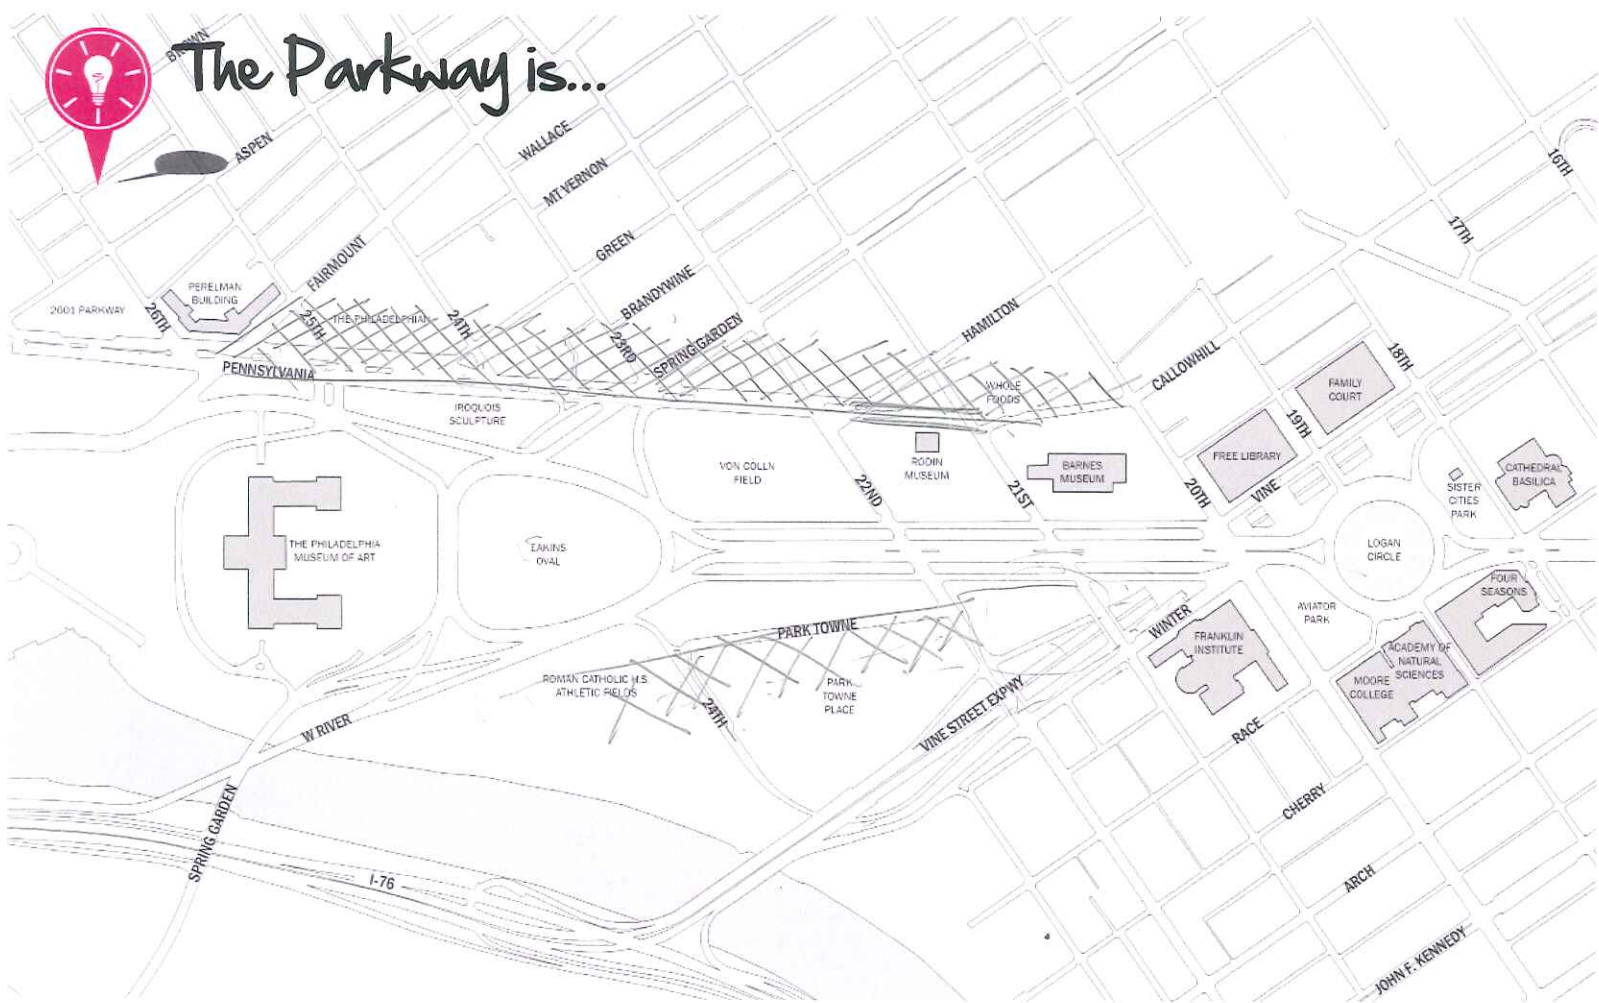 The Parkway is...
BROWN
ASPEN
WALLACE
MT VERNON
GREEN
FAIRMOUNT
BRANDYWINE
16TH
17TH
PERELMAN
BUILDING
2601 PARKWAY
26TH
25TH
THE PHILADELPHIAN
24TH
23RD
SPRING GARDEN
HAMILTON
CALLOWHILL
18TH
PENNSYLVANIA
WHOLE
FOODS
FAMILY
COURT
IROQUOIS
SCULPTURE
19TH
VON COLLN
FIELD
RODIN
MUSEUM
BARNES
MUSEUM
FREE LIBRARY
CATHEDRAL
BASILICA
22ND
21ST
20TH
VINE
SISTER
CITIES
PARK
THE PHILADELPHIA
MUSEUM OF ART
EAKINS
OVAL
LOGAN
CIRCLE
FOUR
SEASONS
PARK TOWNE
WINTER
AVIATOR
PARK
FRANKLIN
INSTITUTE
ACADEMY OF
NATURAL
SCIENCES
MOORE
COLLEGE
ROMAN CATHOLIC H.S.
ATHLETIC FIELDS
PARK
TOWNE
PLACE
24TH
VINE STREET EXPWY
W RIVER
RACE
SPRING GARDEN
CHERRY
I-76
ARCH
JOHN F. KENNEDY